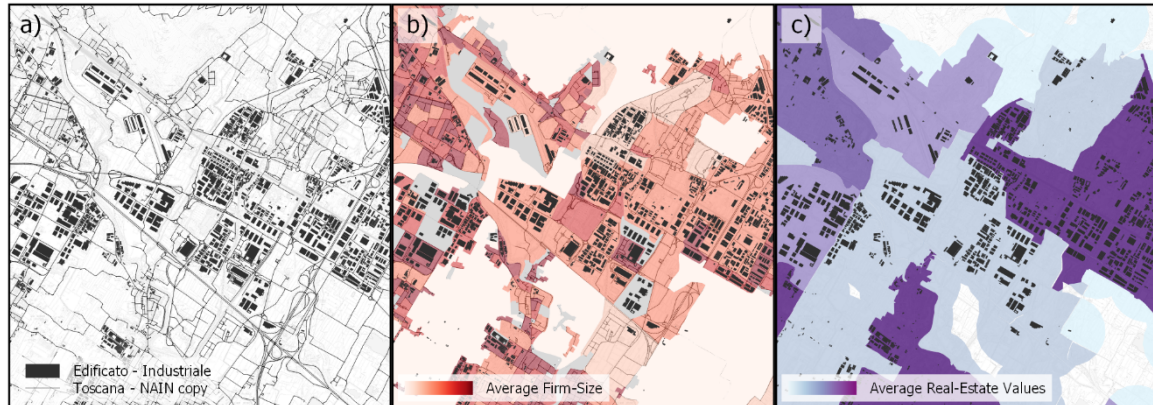 a)
Edificato - Industriale
Toscana - NAIN copy
b)
Average Firm-Size
c)
Average Real-Estate Values